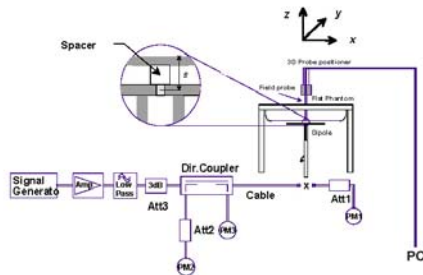 z
y
x
Spacer
s
3D Probe positioner
Field probe
Flat Phantom
Dipole
Signal
Generato
Amp
Low
Pass
3dB
Att3
Dir.Coupler
Cable
x
Att1
PM1
Att2
PM3
PM2
PC